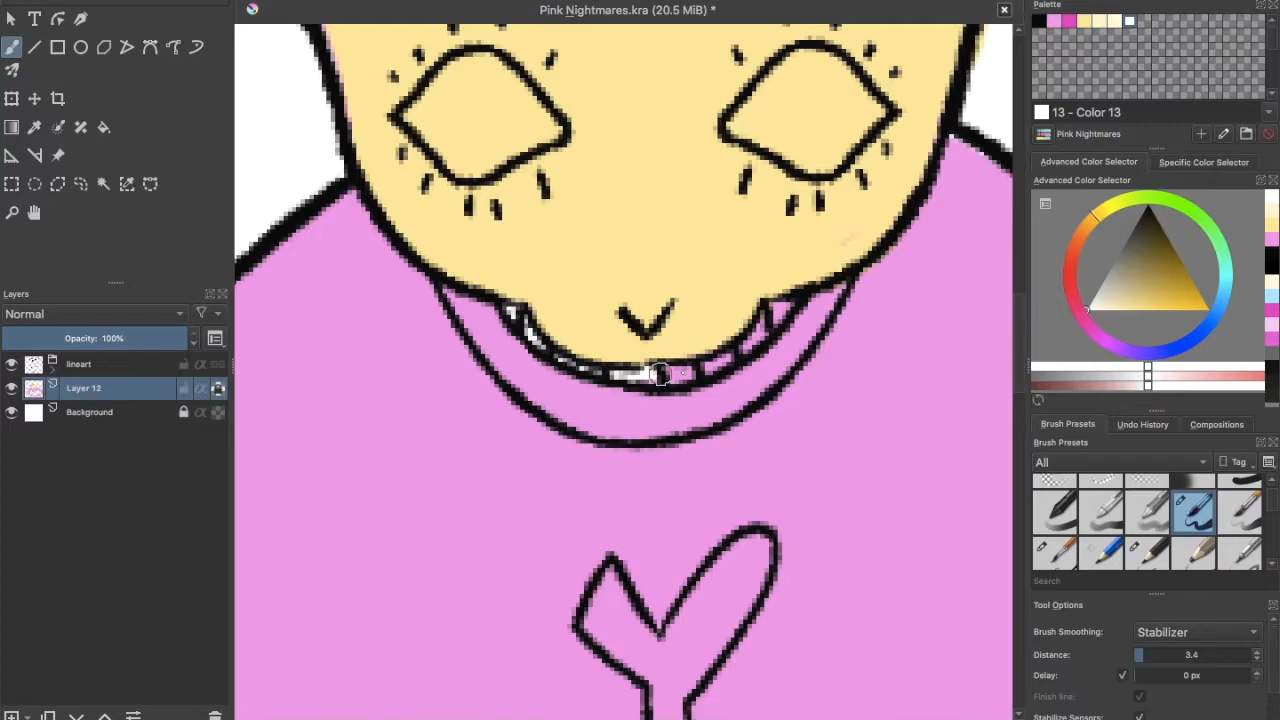 Pink Nightmares.kra (20.5 MiB) *
Palette
13 - Color 13
Pink Nightmares
Advanced Color Selector
Specific Color Selector
Advanced Color Selector
Layers
Normal
Opacity: 100%
lineart
Layer 12
Background
Brush Presets
Undo History
Compositions
Brush Presets
All
Tag
Search
Tool Options
Brush Smoothing:
Stabilizer
Distance:
3.4
Delay:
0 px
Finish line:
Stabilize Sensors: